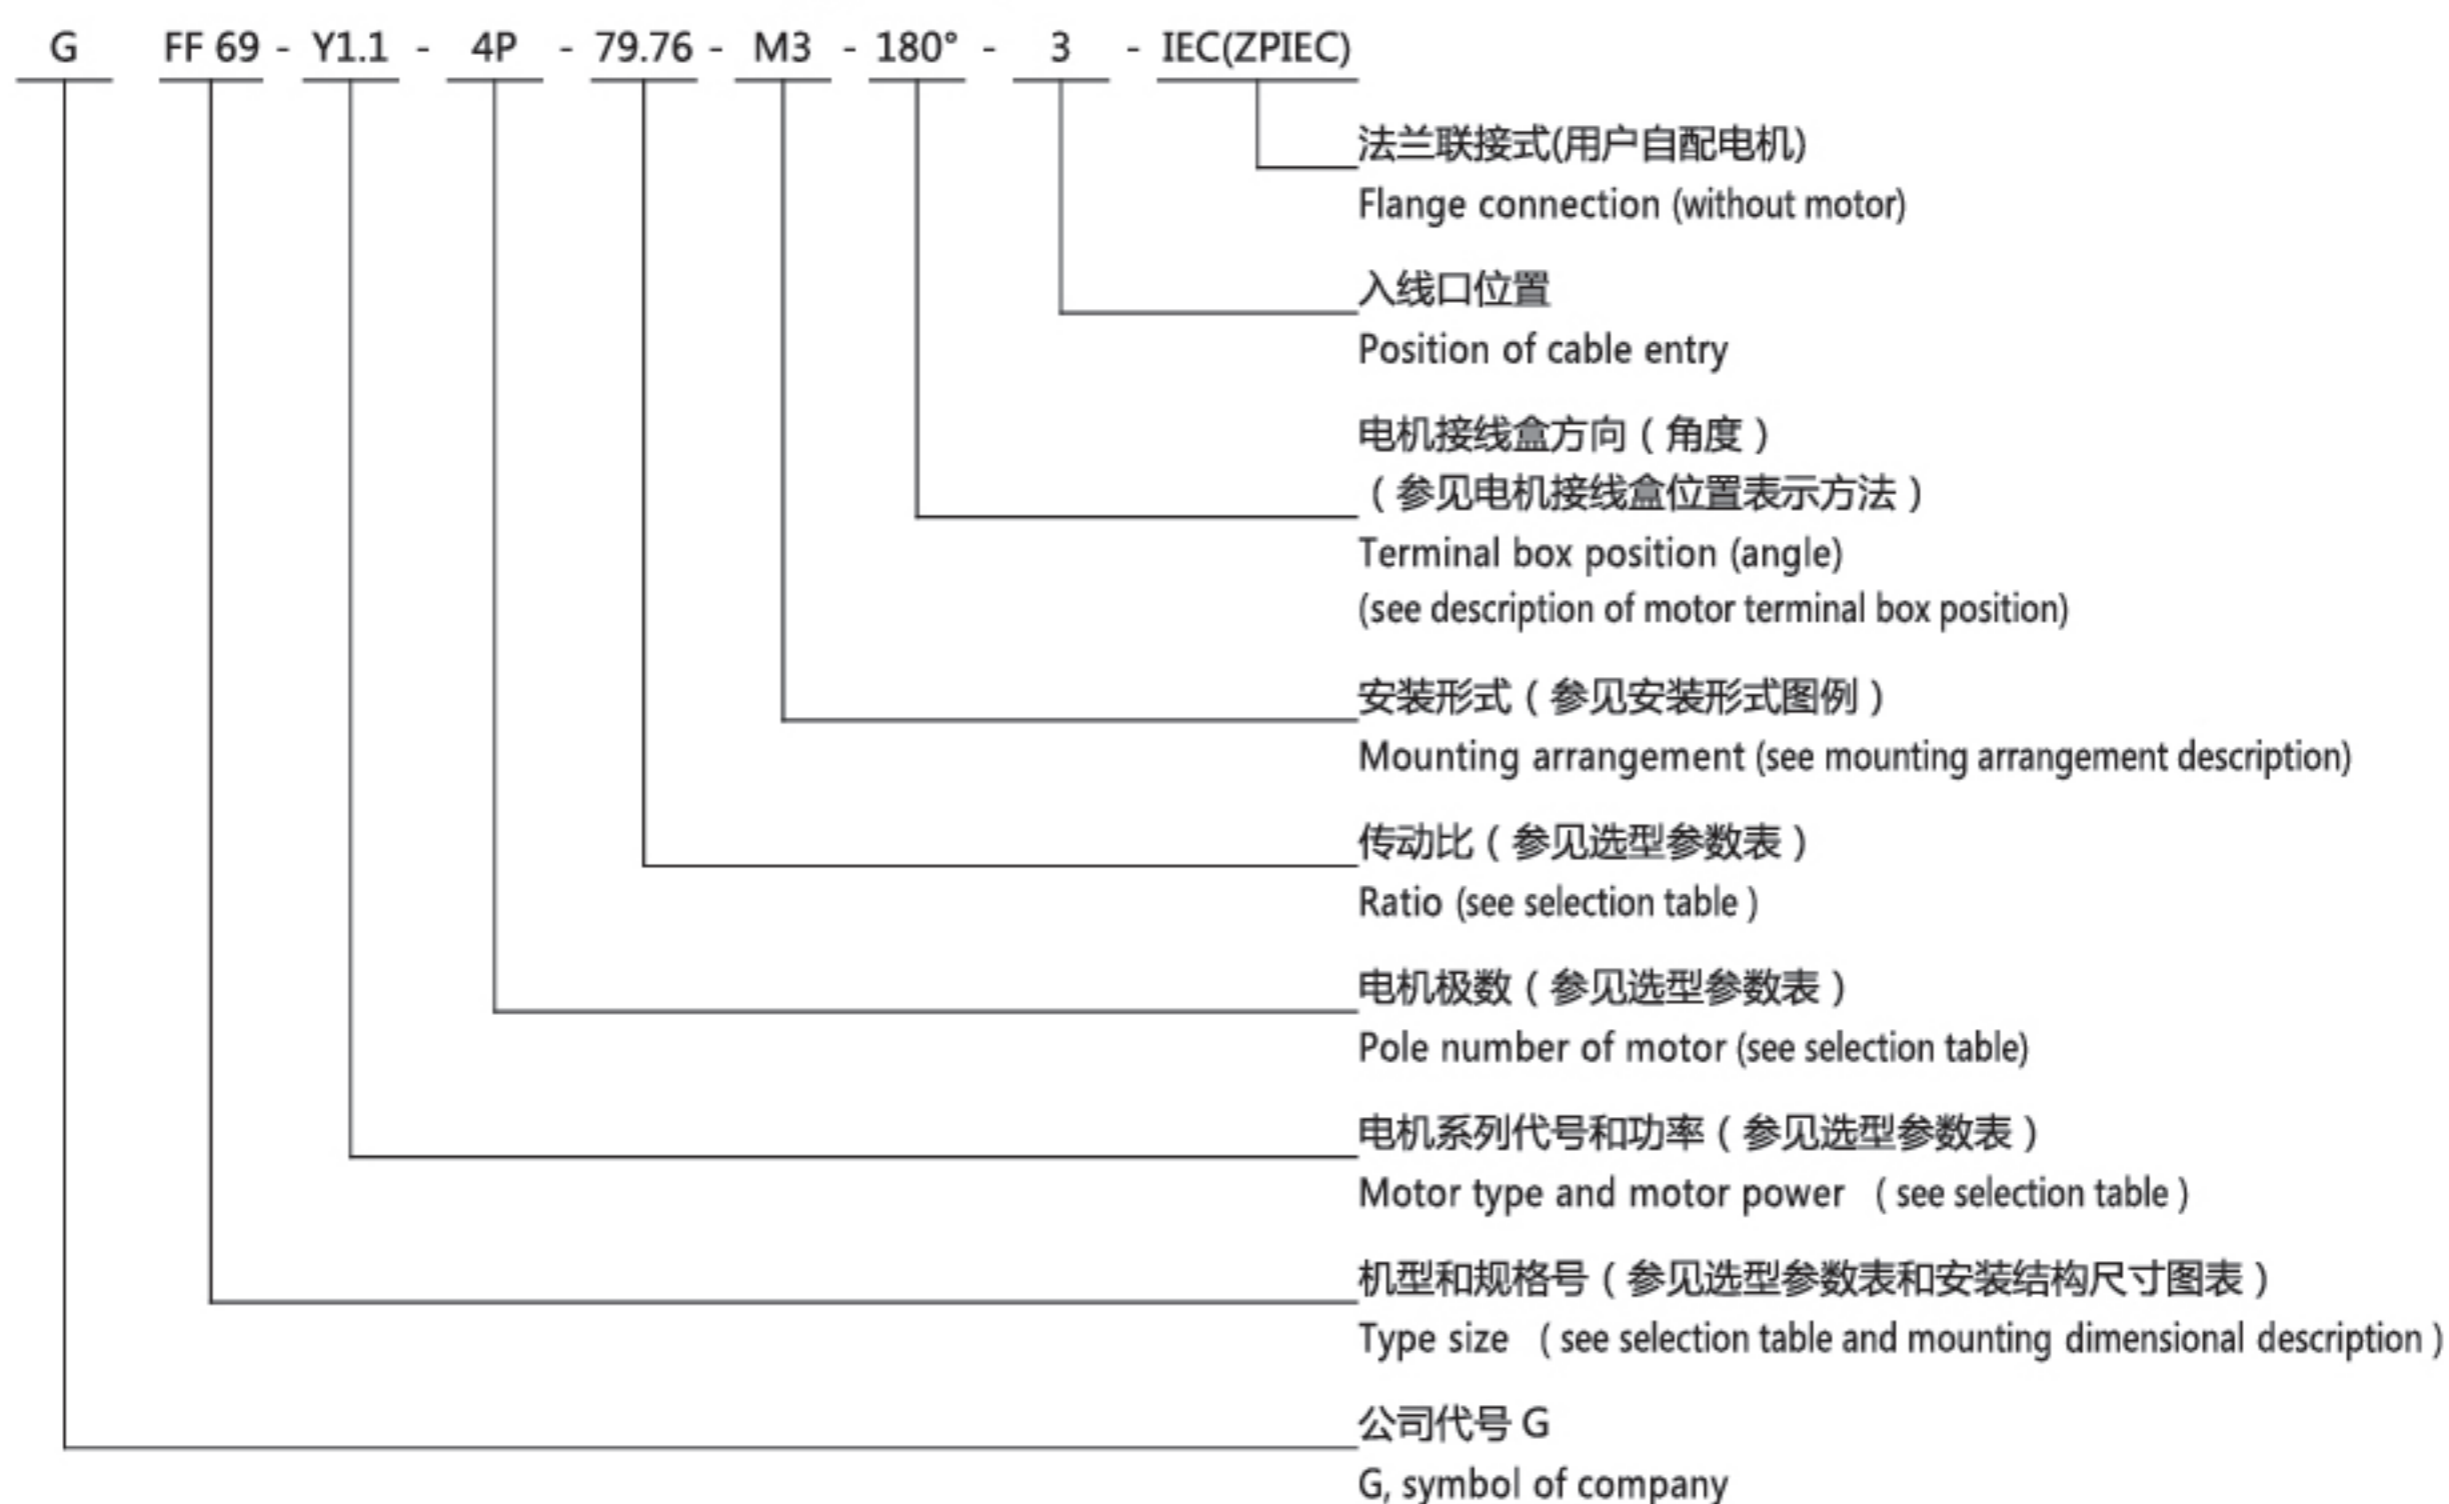 G FF 69 - Y1.1 - 4P - 79.76 - M3 - 180° - 3 - IEC(ZPIEC)
法兰联接式(用户自配电机)
Flange connection (without motor)
入线口位置
Position of cable entry
电机接线盒方向（角度）
（参见电机接线盒位置表示方法）
Terminal box position (angle)
(see description of motor terminal box position)
安装形式（参见安装形式图例）
Mounting arrangement (see mounting arrangement description)
传动比（参见选型参数表）
Ratio (see selection table )
电机极数（参见选型参数表）
Pole number of motor (see selection table)
电机系列代号和功率（参见选型参数表）
Motor type and motor power ( see selection table )
机型和规格号（参见选型参数表和安装结构尺寸图表）
Type size ( see selection table and mounting dimensional description )
公司代号 G
G, symbol of company